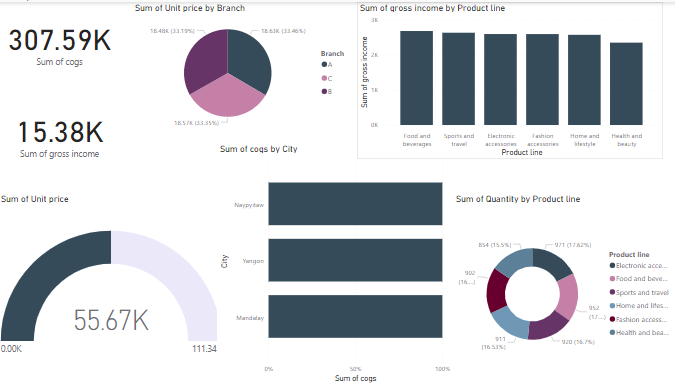 307.59K
Sum of cogs
15.38K
Sum of gross income
Sum of Unit price by Branch
18.48K (33.19%)
18.63K (33.46%)
18.57K (33.35%)
Branch
A
C
B
Sum of gross income by Product line
Sum of gross income
3K
2K
1K
0K
Food and
beverages
Sports and
travel
Electronic
accessories
Fashion
accessories
Home and
lifestyle
Health and
beauty
Product line
Sum of Unit price
55.67K
0.00K
111.34
Sum of cogs by City
City
Naypyitaw
Yangon
Mandalay
0%
50%
100%
Sum of cogs
Sum of Quantity by Product line
854 (15.5%)
971 (17.62%)
902
(16....)
952
(17...)
911
(16.53%)
920 (16.7%)
Product line
Electronic acce...
Food and beve...
Sports and travel
Home and lifes...
Fashion access...
Health and bea...